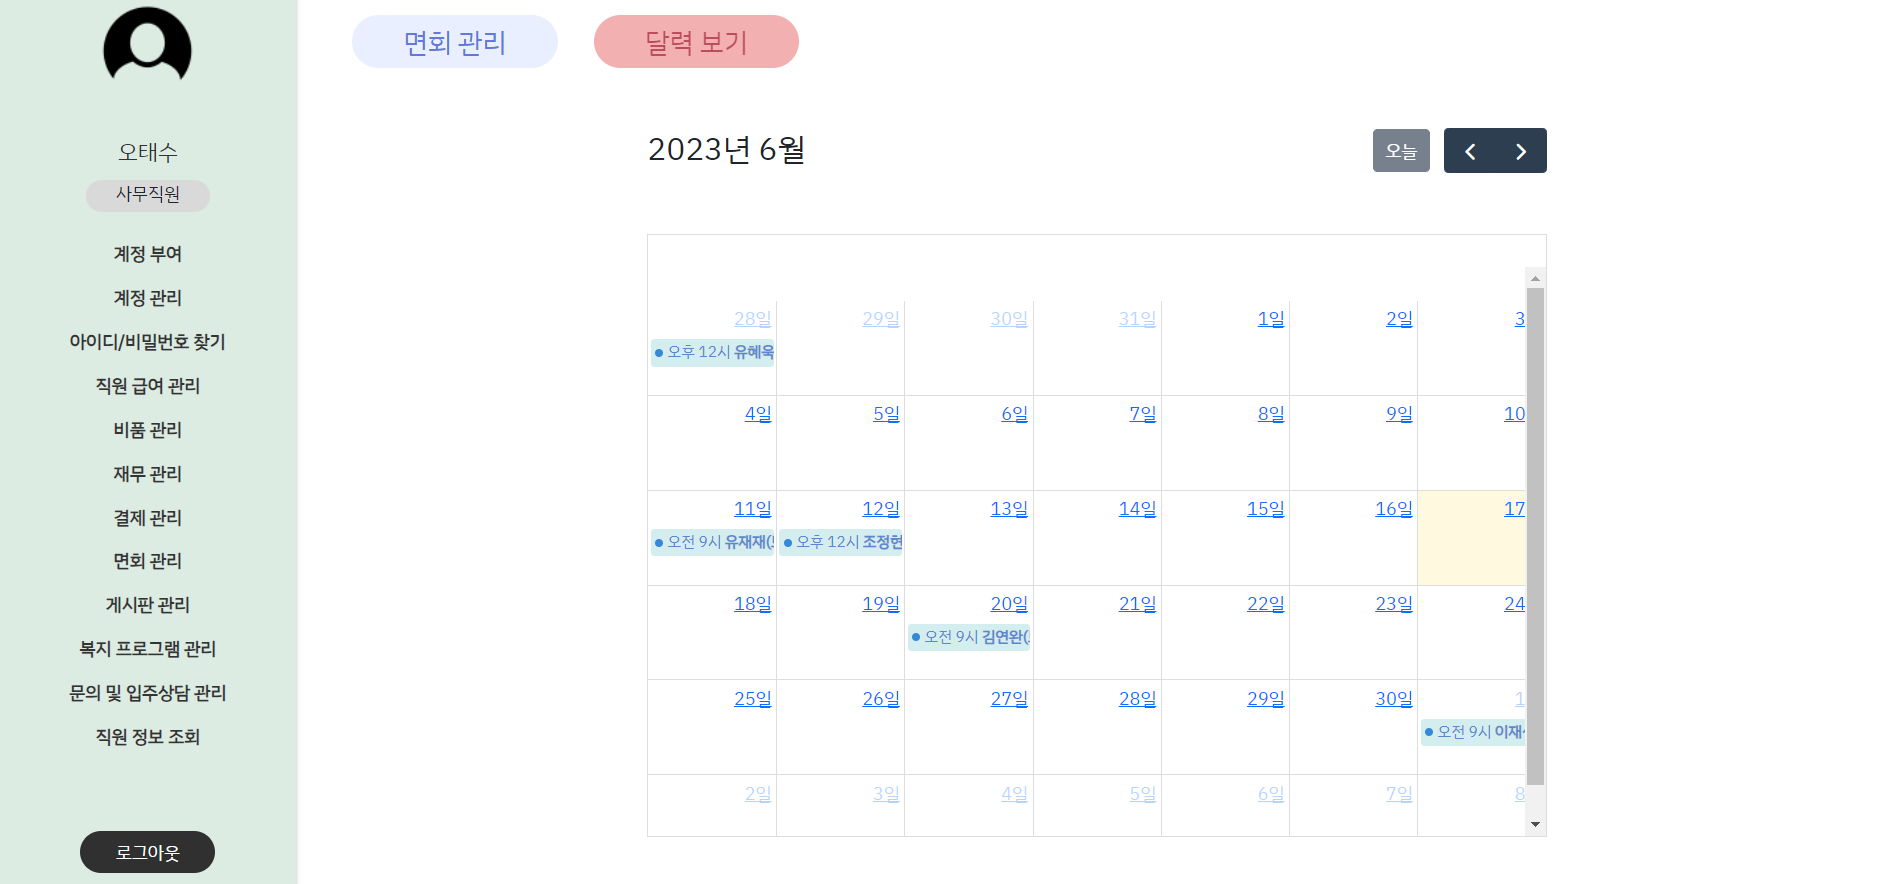 오태수
사무직원
계정 부여
계정 관리
아이디/비밀번호 찾기
직원 급여 관리
비품 관리
재무 관리
결제 관리
면회 관리
게시판 관리
복지 프로그램 관리
문의 및 입주상담 관리
직원 정보 조회
로그아웃
면회 관리 달력 보기
2023년 6월 오늘
28일 29일 30일 31일 1일 2일 3
오후 12시 유혜욱
4일 5일 6일 7일 8일 9일 10
11일 12일 13일 14일 15일 16일 17
오전 9시 유재재( 오후 12시 조정현
18일 19일 20일 21일 22일 23일 24
오전 9시 김연완(
25일 26일 27일 28일 29일 30일 1
오전 9시 이재
2일 3일 4일 5일 6일 7일 8